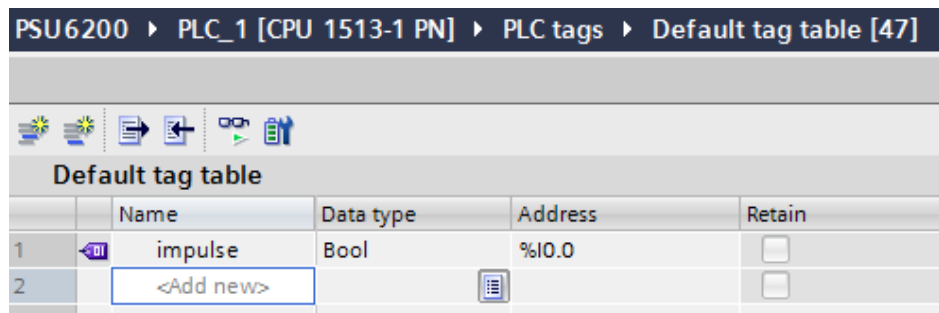 PSU6200 ▸ PLC_1 [CPU 1513-1 PN] ▸ PLC tags ▸ Default tag table [47]
Default tag table
Name Data type Address Retain
1 impulse Bool %I0.0
2 <Add new>